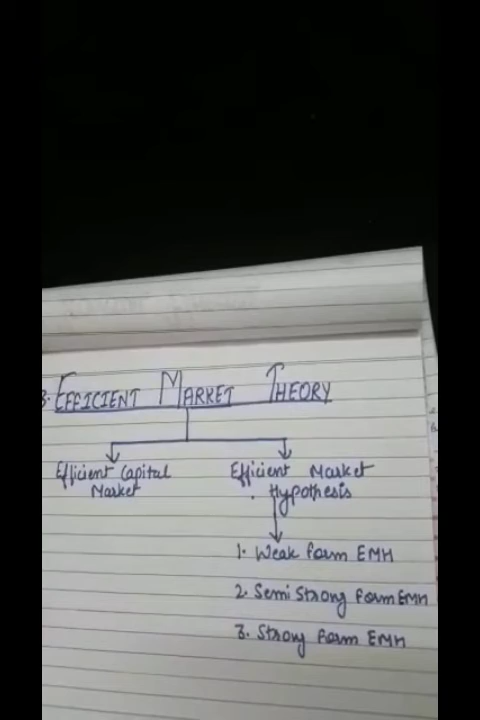 3. EFFICIENT MARKET THEORY
Efficient Capital Market
Efficient Market Hypothesis
1. Weak form EMH
2. Semi Strong form EMH
3. Strong form EMH